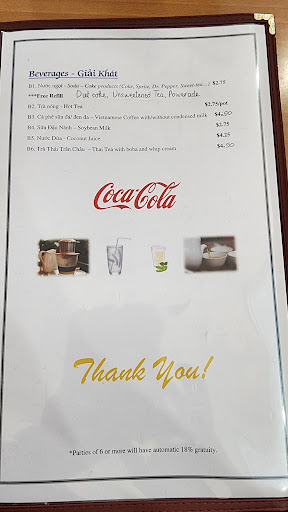 Beverages - Giải Khát
B1. Nước ngọt - Soda – Coke products (Coke, Sprite, Dr. Pepper, Sweet tea...) $2.75
***Free Refill Diet coke, Unsweetened Tea, Powerade
B2. Trà nóng - Hot Tea $2.75/pot
B3. Cà phê sữa đá/ đen đá – Vietnamese Coffee with/without condensed milk $4.50
B4. Sữa Đậu Nành – Soybean Milk $2.75
B5. Nước Dừa – Coconut Juice $4.25
B6. Trà Thái Trân Châu – Thai Tea with boba and whip cream $4.50
Coca-Cola
Thank You!
*Parties of 6 or more will have automatic 18% gratuity.